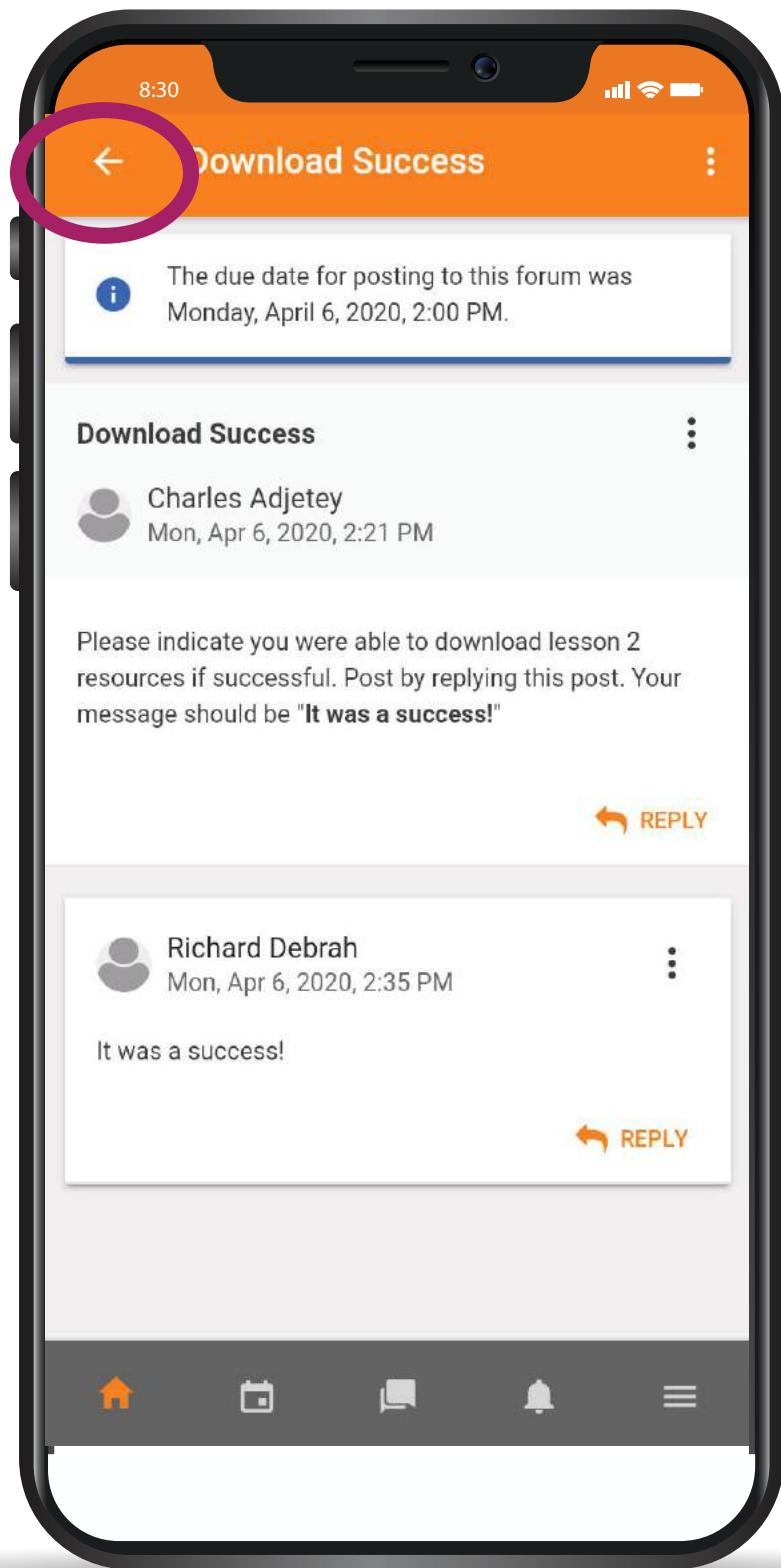 8:30
Download Success
The due date for posting to this forum was
Monday, April 6, 2020, 2:00 PM.
Download Success
Charles Adjetey
Mon, Apr 6, 2020, 2:21 PM
Please indicate you were able to download lesson 2
resources if successful. Post by replying this post. Your
message should be "It was a success!"
REPLY
Richard Debrah
Mon, Apr 6, 2020, 2:35 PM
It was a success!
REPLY